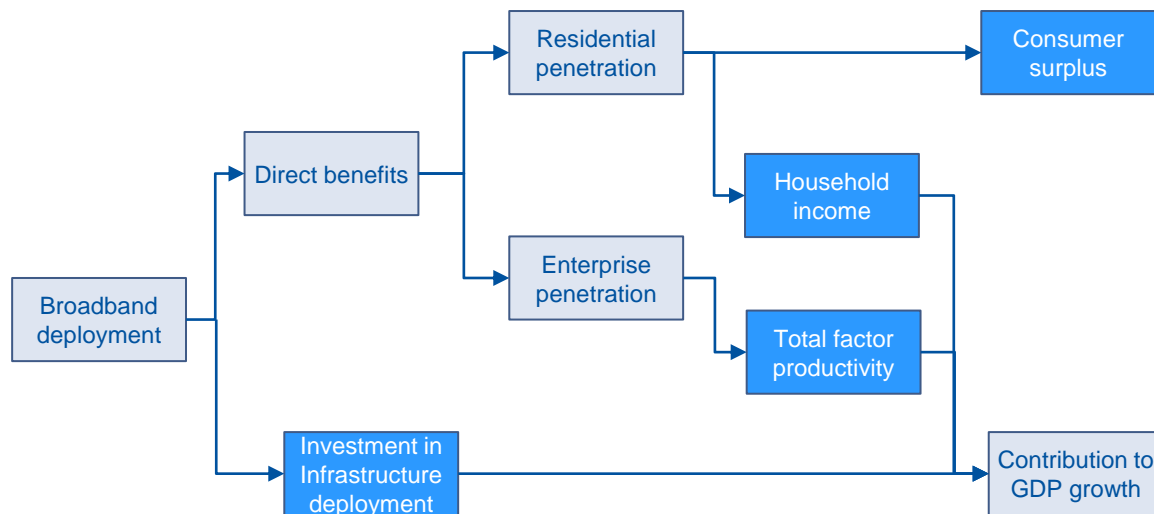 Residential
penetration
Consumer
surplus
Direct benefits
Household
income
Enterprise
penetration
Broadband
deployment
Total factor
productivity
Investment in
Infrastructure
deployment
Contribution to
GDP growth